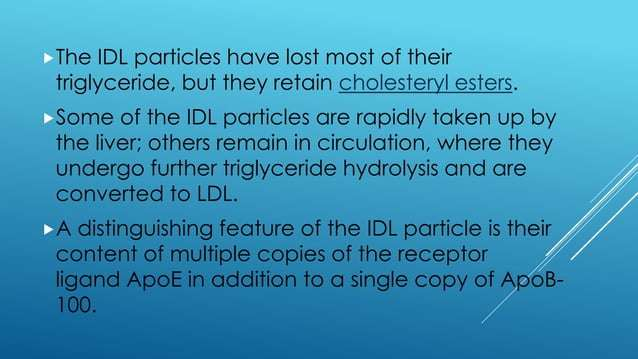 The IDL particles have lost most of their
triglyceride, but they retain cholesteryl esters.
Some of the IDL particles are rapidly taken up by
the liver; others remain in circulation, where they
undergo further triglyceride hydrolysis and are
converted to LDL.
A distinguishing feature of the IDL particle is their
content of multiple copies of the receptor
ligand ApoE in addition to a single copy of ApoB-
100.